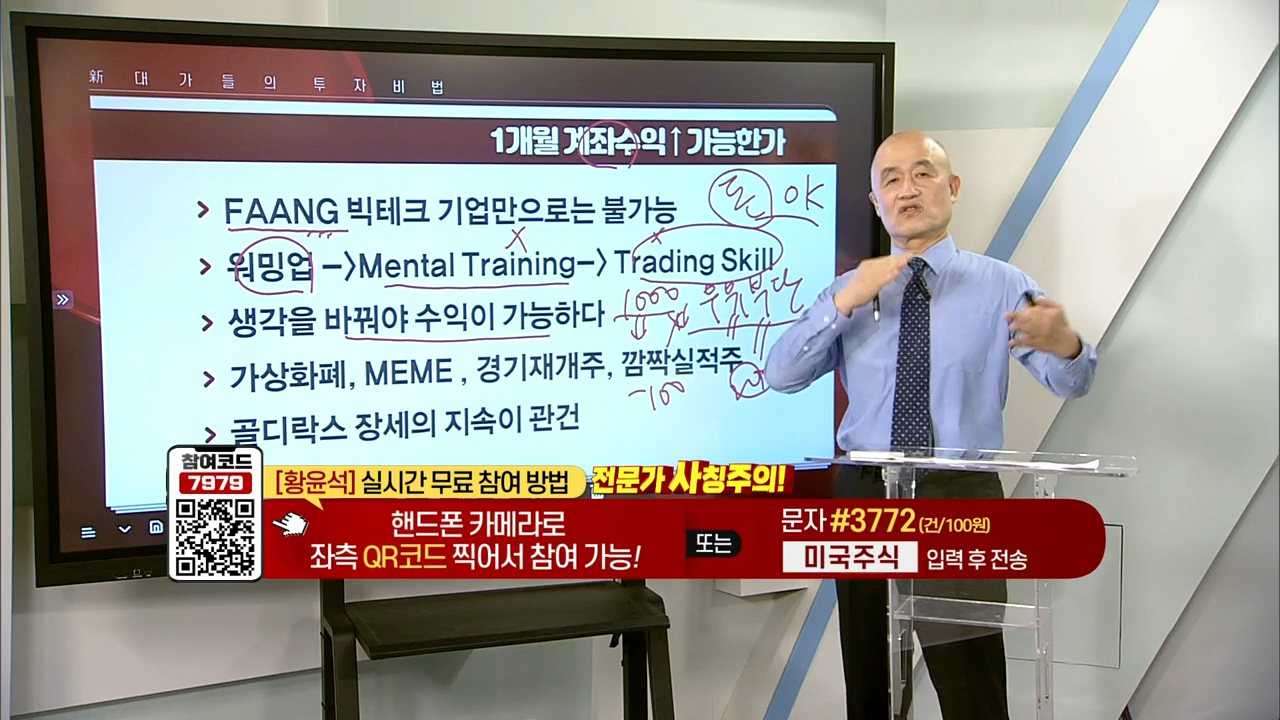 新 대 가 들 의 투 자 비 법
1개월 계좌수익↑ 가능한가
FAANG 빅테크 기업만으로는 불가능
돈 OK
워밍업 –>Mental Training–> Trading Skill
생각을 바꿔야 수익이 가능하다
1000 우유부단
가상화폐, MEME , 경기재개주, 깜짝실적주
-100
골디락스 장세의 지속이 관건
참여코드
7979
[황윤석] 실시간 무료 참여 방법
전문가 사칭주의!
핸드폰 카메라로
좌측 QR코드 찍어서 참여 가능!
또는
문자 #3772 (건/100원)
미국주식 입력 후 전송